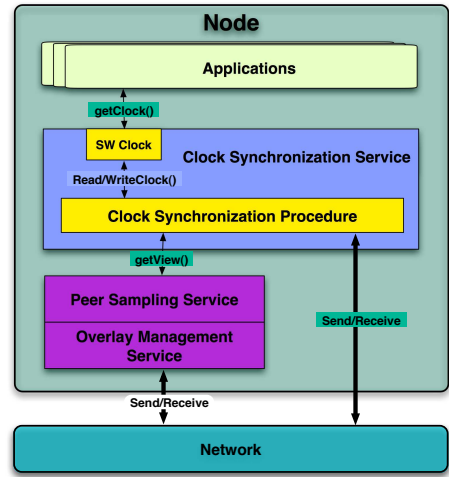 Node
Applications
getClock()
SW Clock
Clock Synchronization Service
Read/WriteClock()
Clock Synchronization Procedure
getView()
Peer Sampling Service
Send/Receive
Overlay Management
Service
Send/Receive
Network